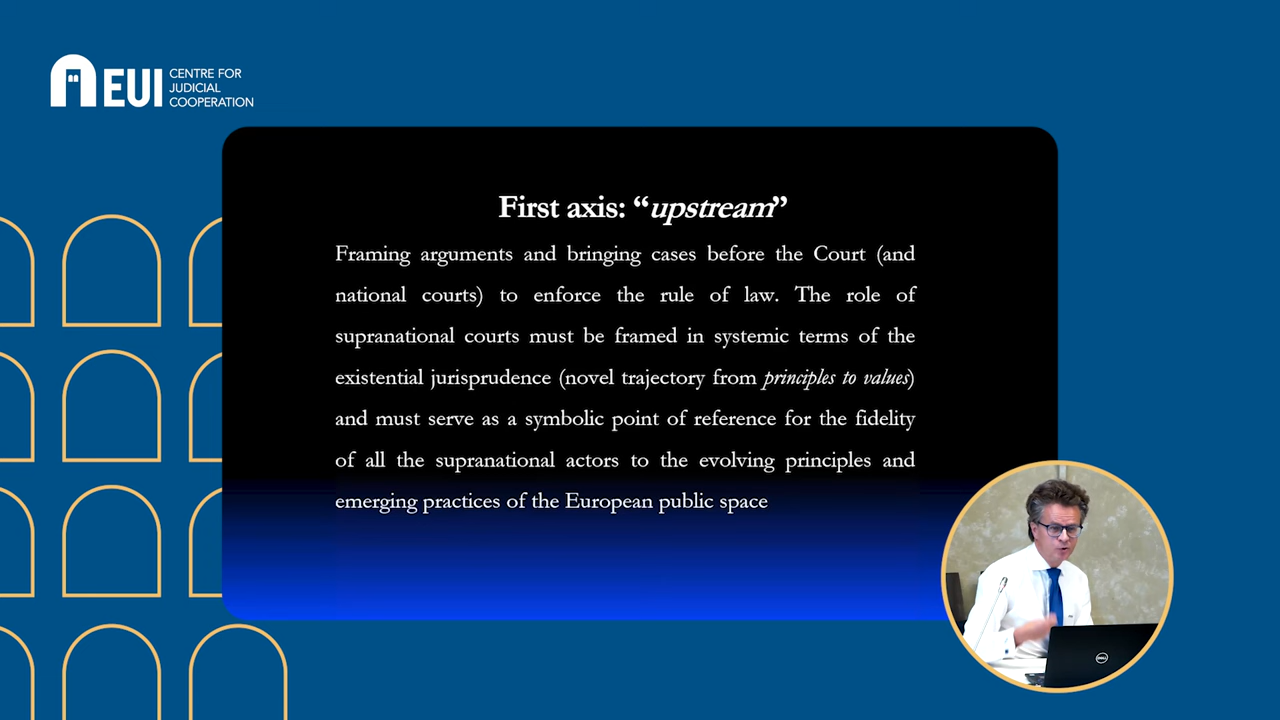 EUI
CENTRE FOR
JUDICIAL
COOPERATION
First axis: “upstream”
Framing arguments and bringing cases before the Court (and
national courts) to enforce the rule of law. The role of
supranational courts must be framed in systemic terms of the
existential jurisprudence (novel trajectory from principles to values)
and must serve as a symbolic point of reference for the fidelity
of all the supranational actors to the evolving principles and
emerging practices of the European public space
DELL